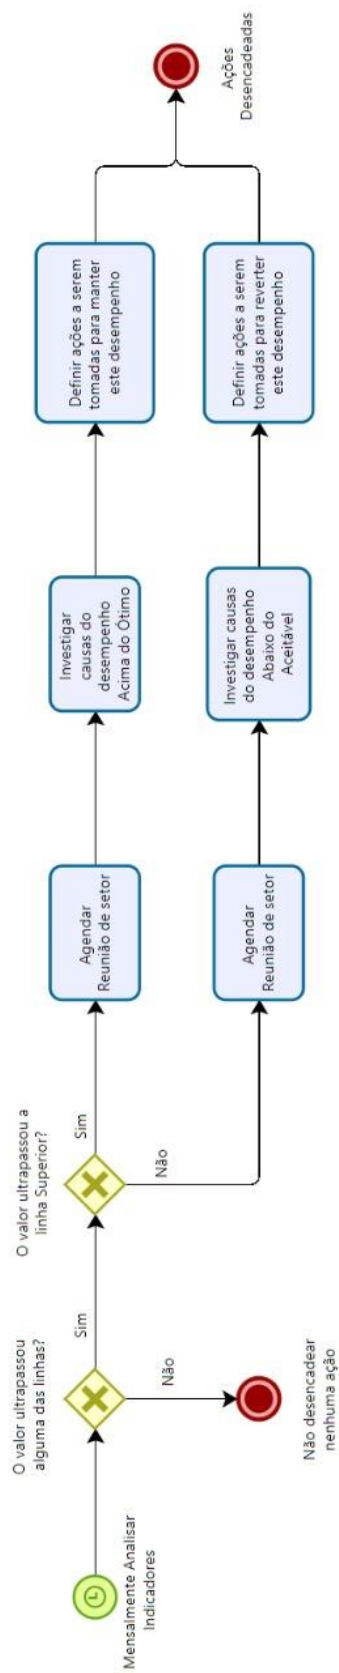 Mensalmente Analisar
Indicadores
O valor ultrapassou
alguma das linhas?
Sim
Não
Não desencadear
nenhuma ação
O valor ultrapassou a
linha Superior?
Sim
Não
Agendar
Reunião de setor
Investigar
causas do
desempenho
Acima do Ótimo
Definir ações a serem
tomadas para manter
este desempenho
Agendar
Reunião de setor
Investigar causas
do desempenho
Abaixo do
Aceitável
Definir ações a serem
tomadas para reverter
este desempenho
Ações
Desencadeadas